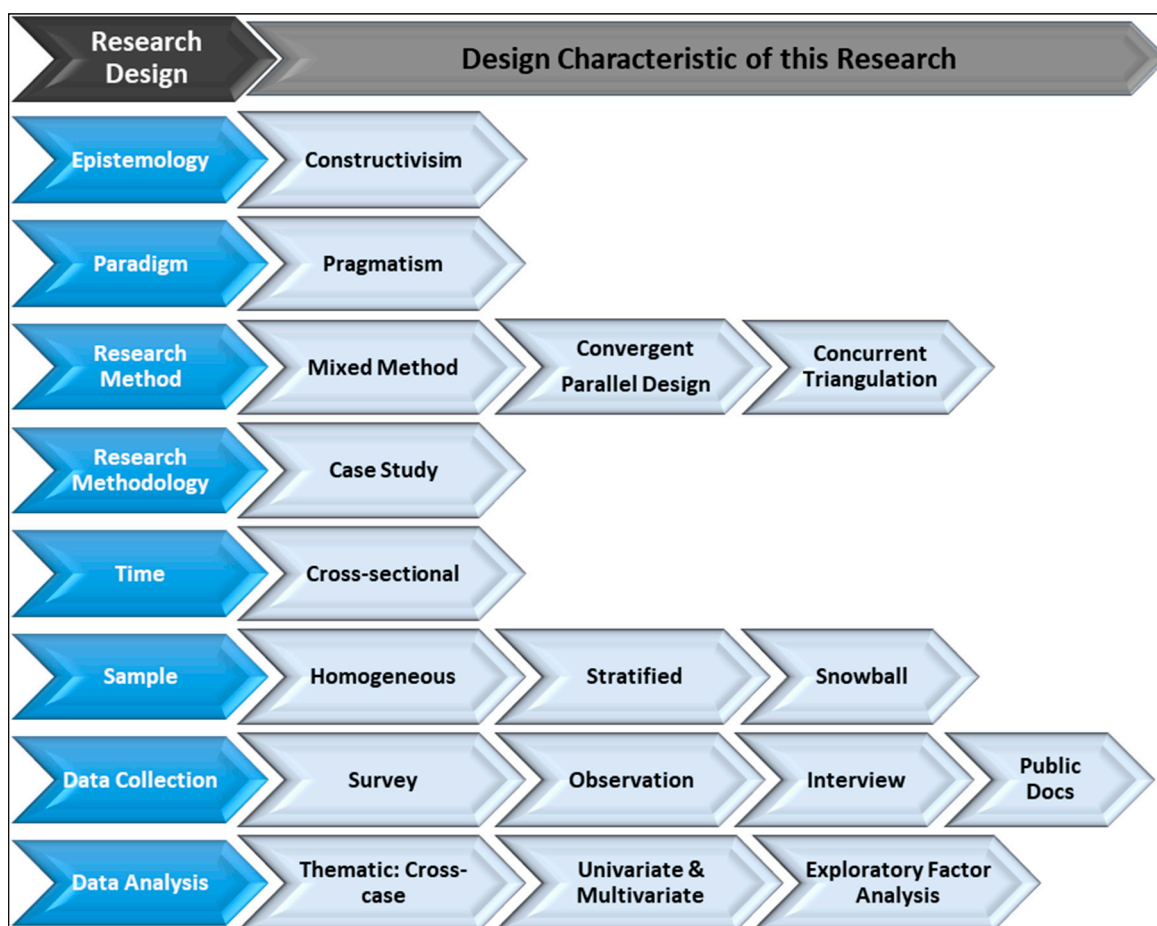 Research
Design
Design Characteristic of this Research
Epistemology
Constructivisim
Paradigm
Pragmatism
Research
Method
Mixed Method
Convergent
Parallel Design
Concurrent
Triangulation
Research
Methodology
Case Study
Time
Cross-sectional
Sample
Homogeneous
Stratified
Snowball
Data Collection
Survey
Observation
Interview
Public
Docs
Data Analysis
Thematic: Cross-
case
Univariate &
Multivariate
Exploratory Factor
Analysis